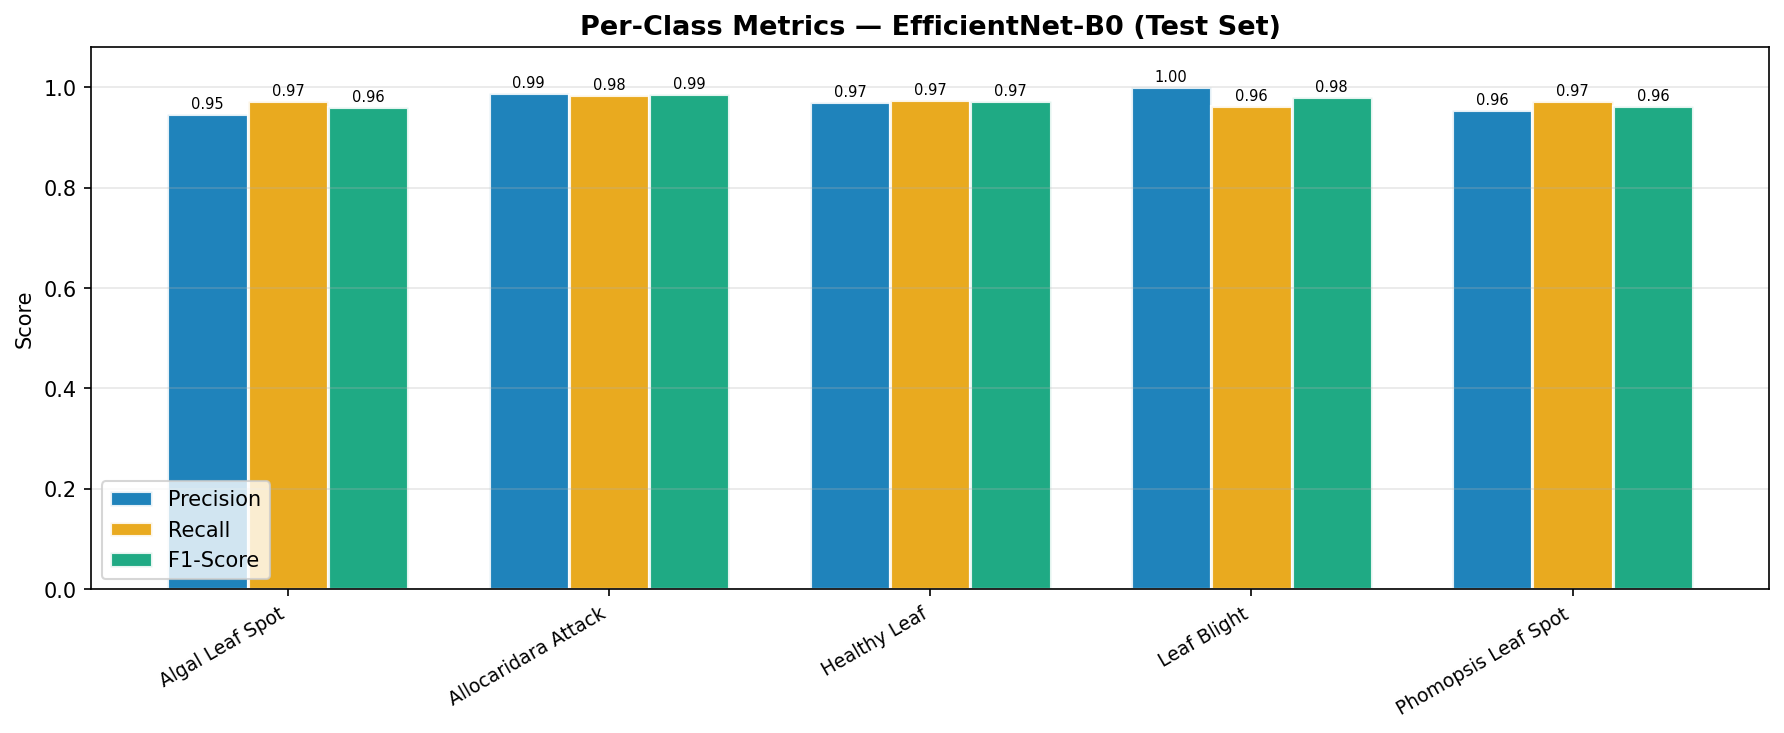 Per-Class Metrics — EfficientNet-B0 (Test Set)
Score
1.0
0.8
0.6
0.4
0.2
0.0
0.95 0.97 0.96 0.99 0.98 0.99 0.97 0.97 0.97 1.00 0.96 0.98 0.96 0.97 0.96
Precision
Recall
F1-Score
Algal Leaf Spot
Allocaridara Attack
Healthy Leaf
Leaf Blight
Phomopsis Leaf Spot